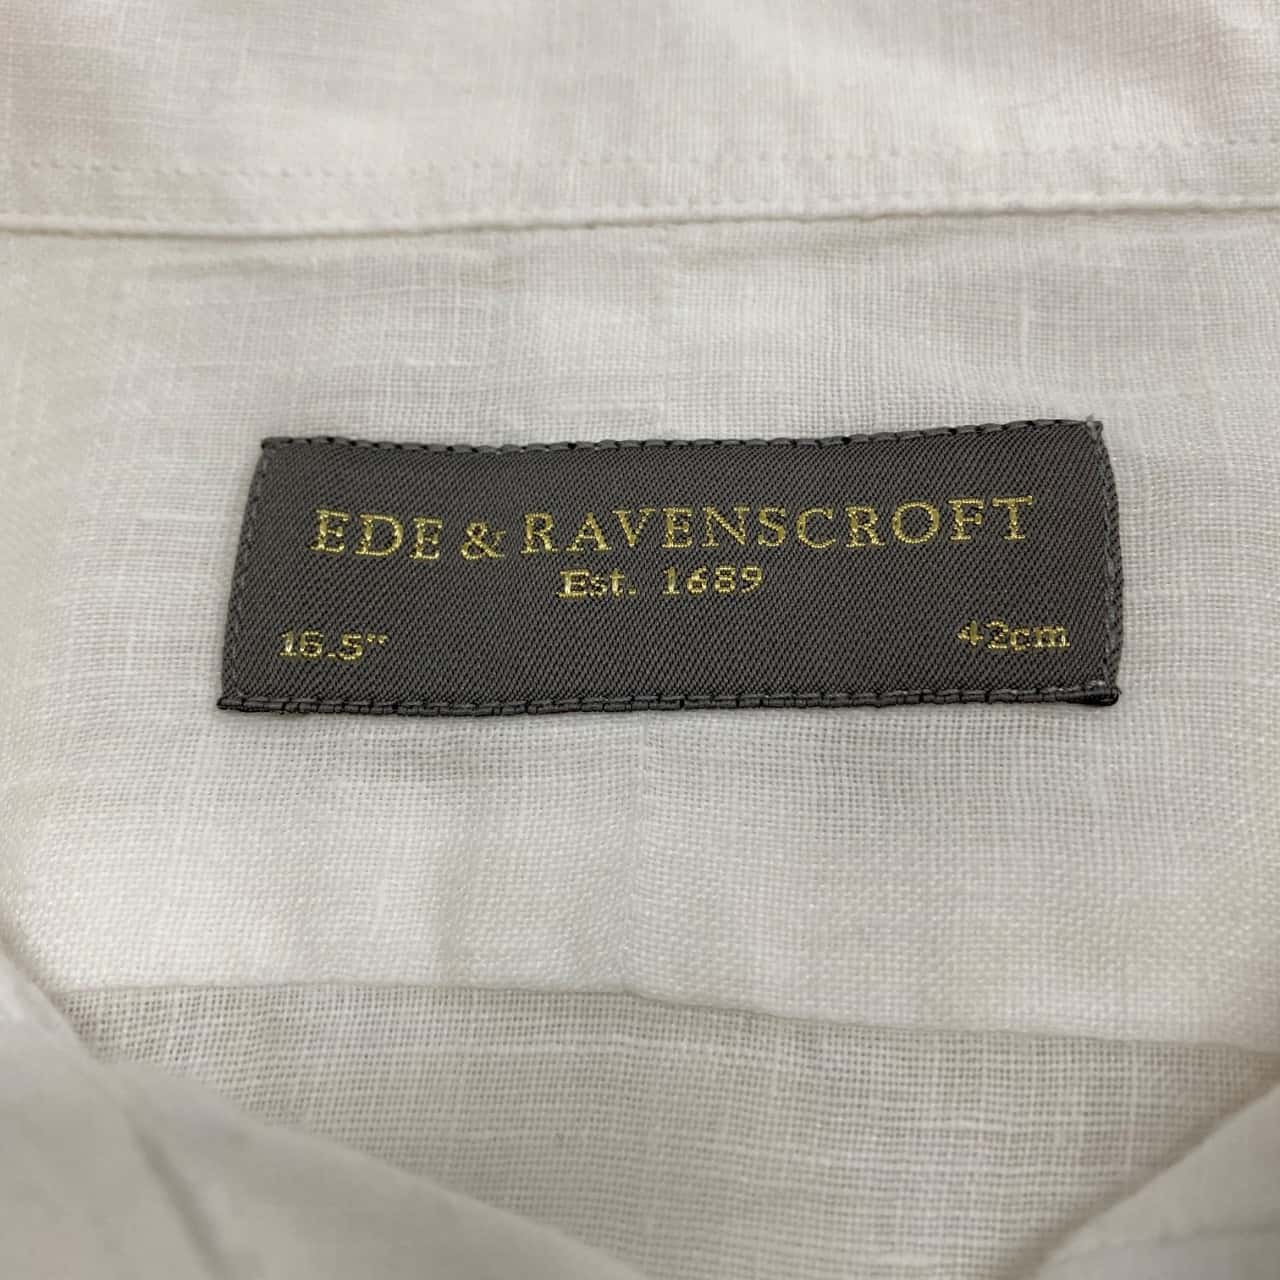 EDE & RAVENSCROFT
Est. 1689
16.5" 42cm